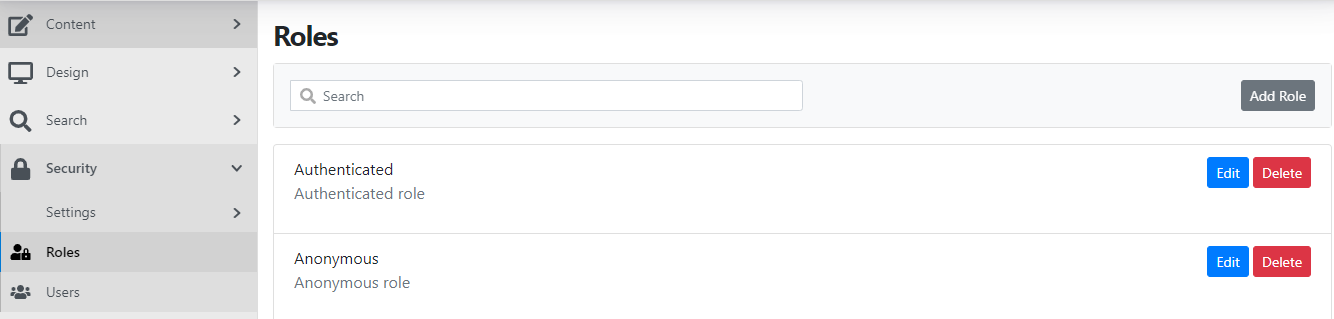 Content
Design
Search
Security
Settings
Roles
Users
Roles
Search
Add Role
Authenticated
Authenticated role
Edit
Delete
Anonymous
Anonymous role
Edit
Delete